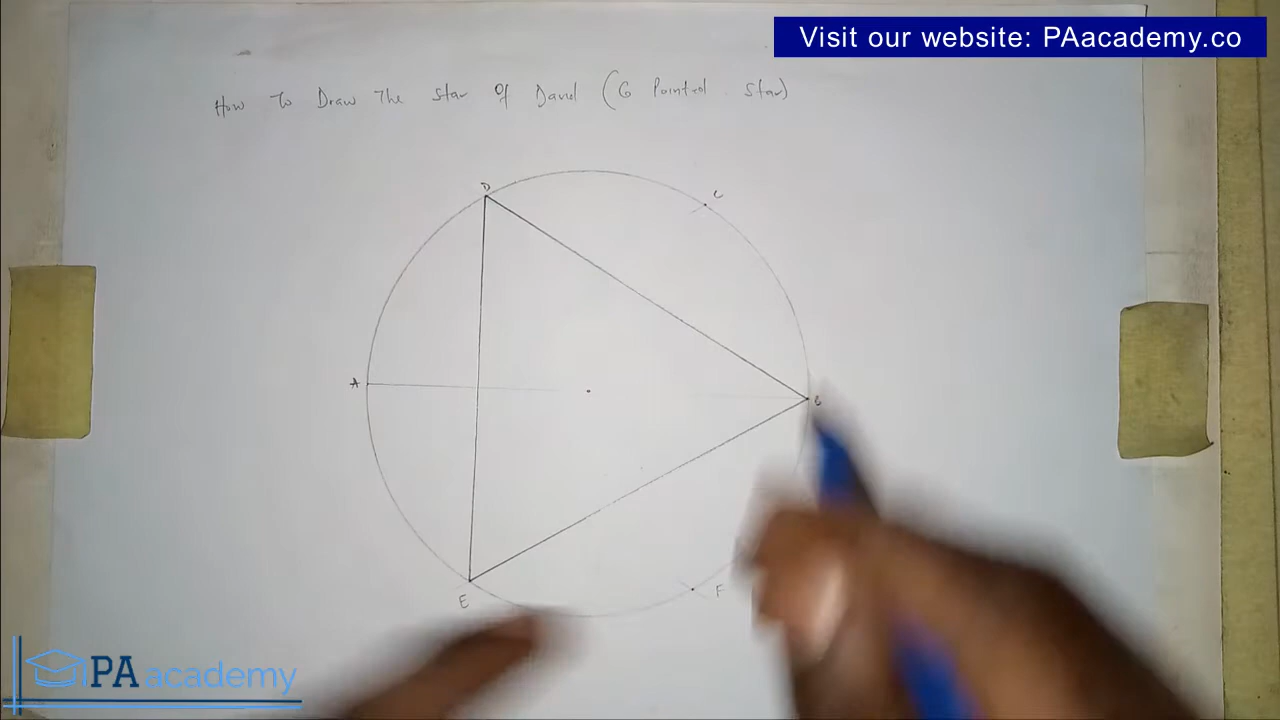 Visit our website: PAacademy.co
How To Draw The Star Of David (6 Pointed Star)
D
C
A
B
E
F
PA academy